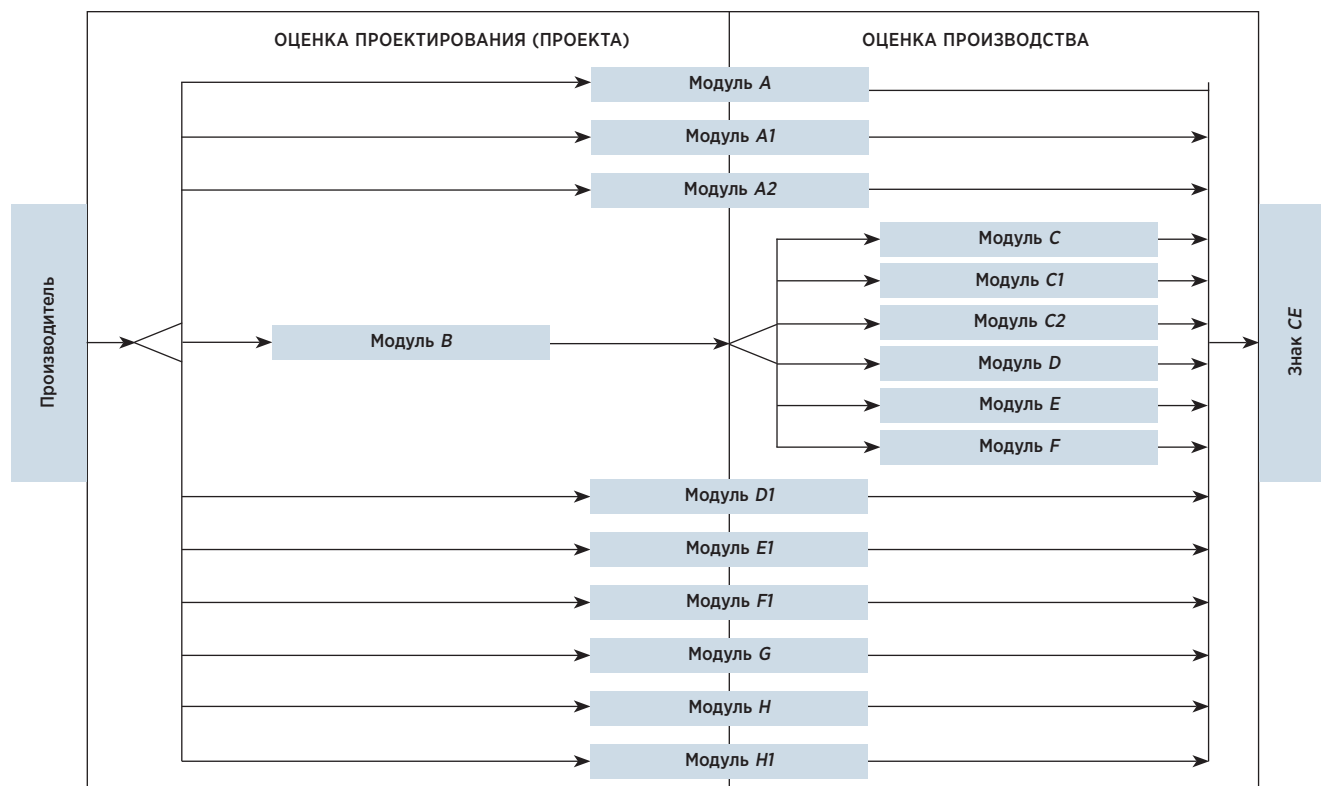 ОЦЕНКА ПРОЕКТИРОВАНИЯ (ПРОЕКТА)
ОЦЕНКА ПРОИЗВОДСТВА
Модуль A
Модуль A1
Модуль A2
Производитель
Модуль B
Модуль C
Модуль C1
Модуль C2
Модуль D
Модуль E
Модуль F
Знак CE
Модуль D1
Модуль E1
Модуль F1
Модуль G
Модуль H
Модуль H1